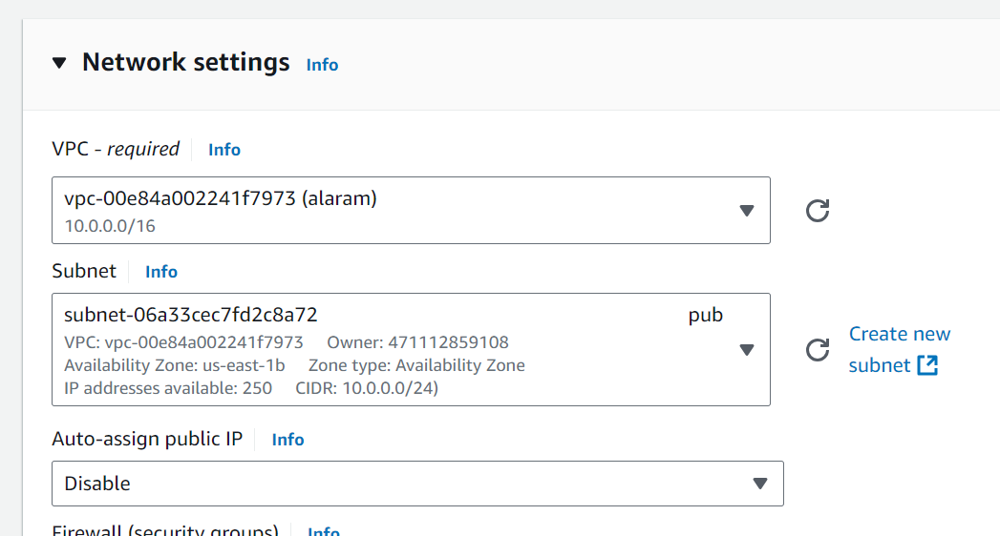 Network settings Info
VPC - required Info
vpc-00e84a002241f7973 (alaram)
10.0.0.0/16
Subnet Info
subnet-06a33cec7fd2c8a72 pub
VPC: vpc-00e84a002241f7973 Owner: 471112859108
Availability Zone: us-east-1b Zone type: Availability Zone
IP addresses available: 250 CIDR: 10.0.0.0/24)
Create new
subnet
Auto-assign public IP Info
Disable
Firewall (security groups) Info